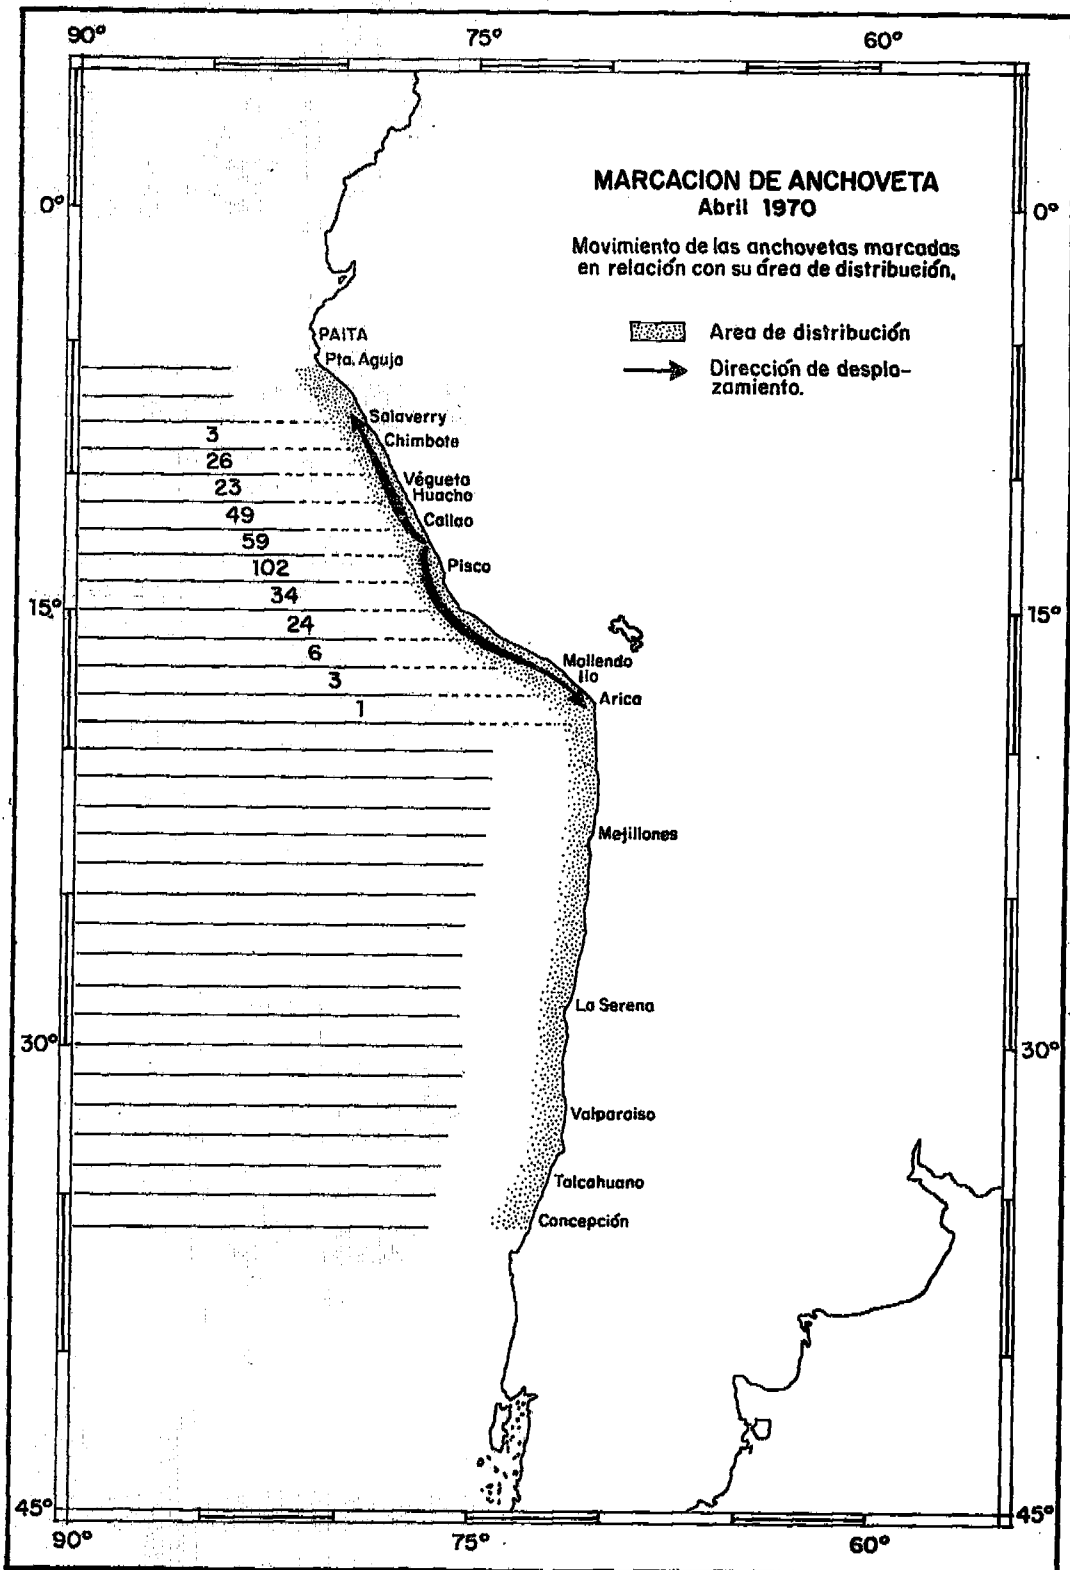 90°
75°
60°
MARCACION DE ANCHOVETA
Abril 1970
Movimiento de las anchovetas marcadas
en relación con su área de distribución.
Area de distribución
Dirección de despla-
zamiento.
0°
0°
PAITA
Pta. Aguja
Salaverry
3
Chimbote
26
Végueta
23
Huacho
49
Callao
59
102
Pisco
34
15°
15°
24
6
Mollendo
Ilo
3
Arica
1
Mejillones
La Serena
30°
30°
Valparaiso
Talcahuano
Concepción
45°
45°
90°
75°
60°